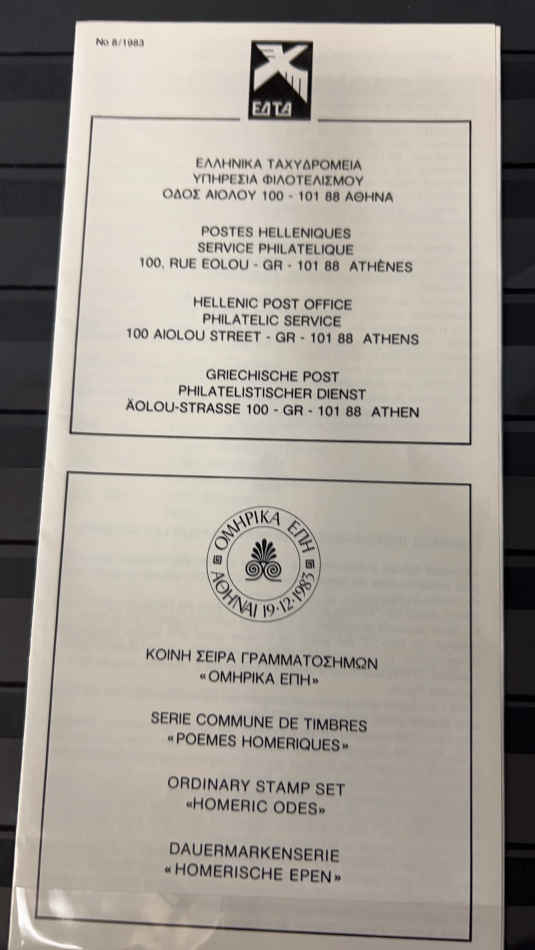 No 8/1983
ΕΛΤΑ
ΕΛΛΗΝΙΚΑ ΤΑΧΥΔΡΟΜΕΙΑ
ΥΠΗΡΕΣΙΑ ΦΙΛΟΤΕΛΙΣΜΟΥ
ΟΔΟΣ ΑΙΟΛΟΥ 100 - 101 88 ΑΘΗΝΑ
POSTES HELLENIQUES
SERVICE PHILATELIQUE
100, RUE EOLOU - GR - 101 88 ATHÈNES
HELLENIC POST OFFICE
PHILATELIC SERVICE
100 AIOLOU STREET - GR - 101 88 ATHENS
GRIECHISCHE POST
PHILATELISTISCHER DIENST
ÄOLOU-STRASSE 100 - GR - 101 88 ATHEN
ΟΜΗΡΙΚΑ ΕΠΗ
ΑΘΗΝΑΙ 19·12·1983
ΚΟΙΝΗ ΣΕΙΡΑ ΓΡΑΜΜΑΤΟΣΗΜΩΝ
«ΟΜΗΡΙΚΑ ΕΠΗ»
SERIE COMMUNE DE TIMBRES
«POEMES HOMERIQUES»
ORDINARY STAMP SET
«HOMERIC ODES»
DAUERMARKENSERIE
«HOMERISCHE EPEN»